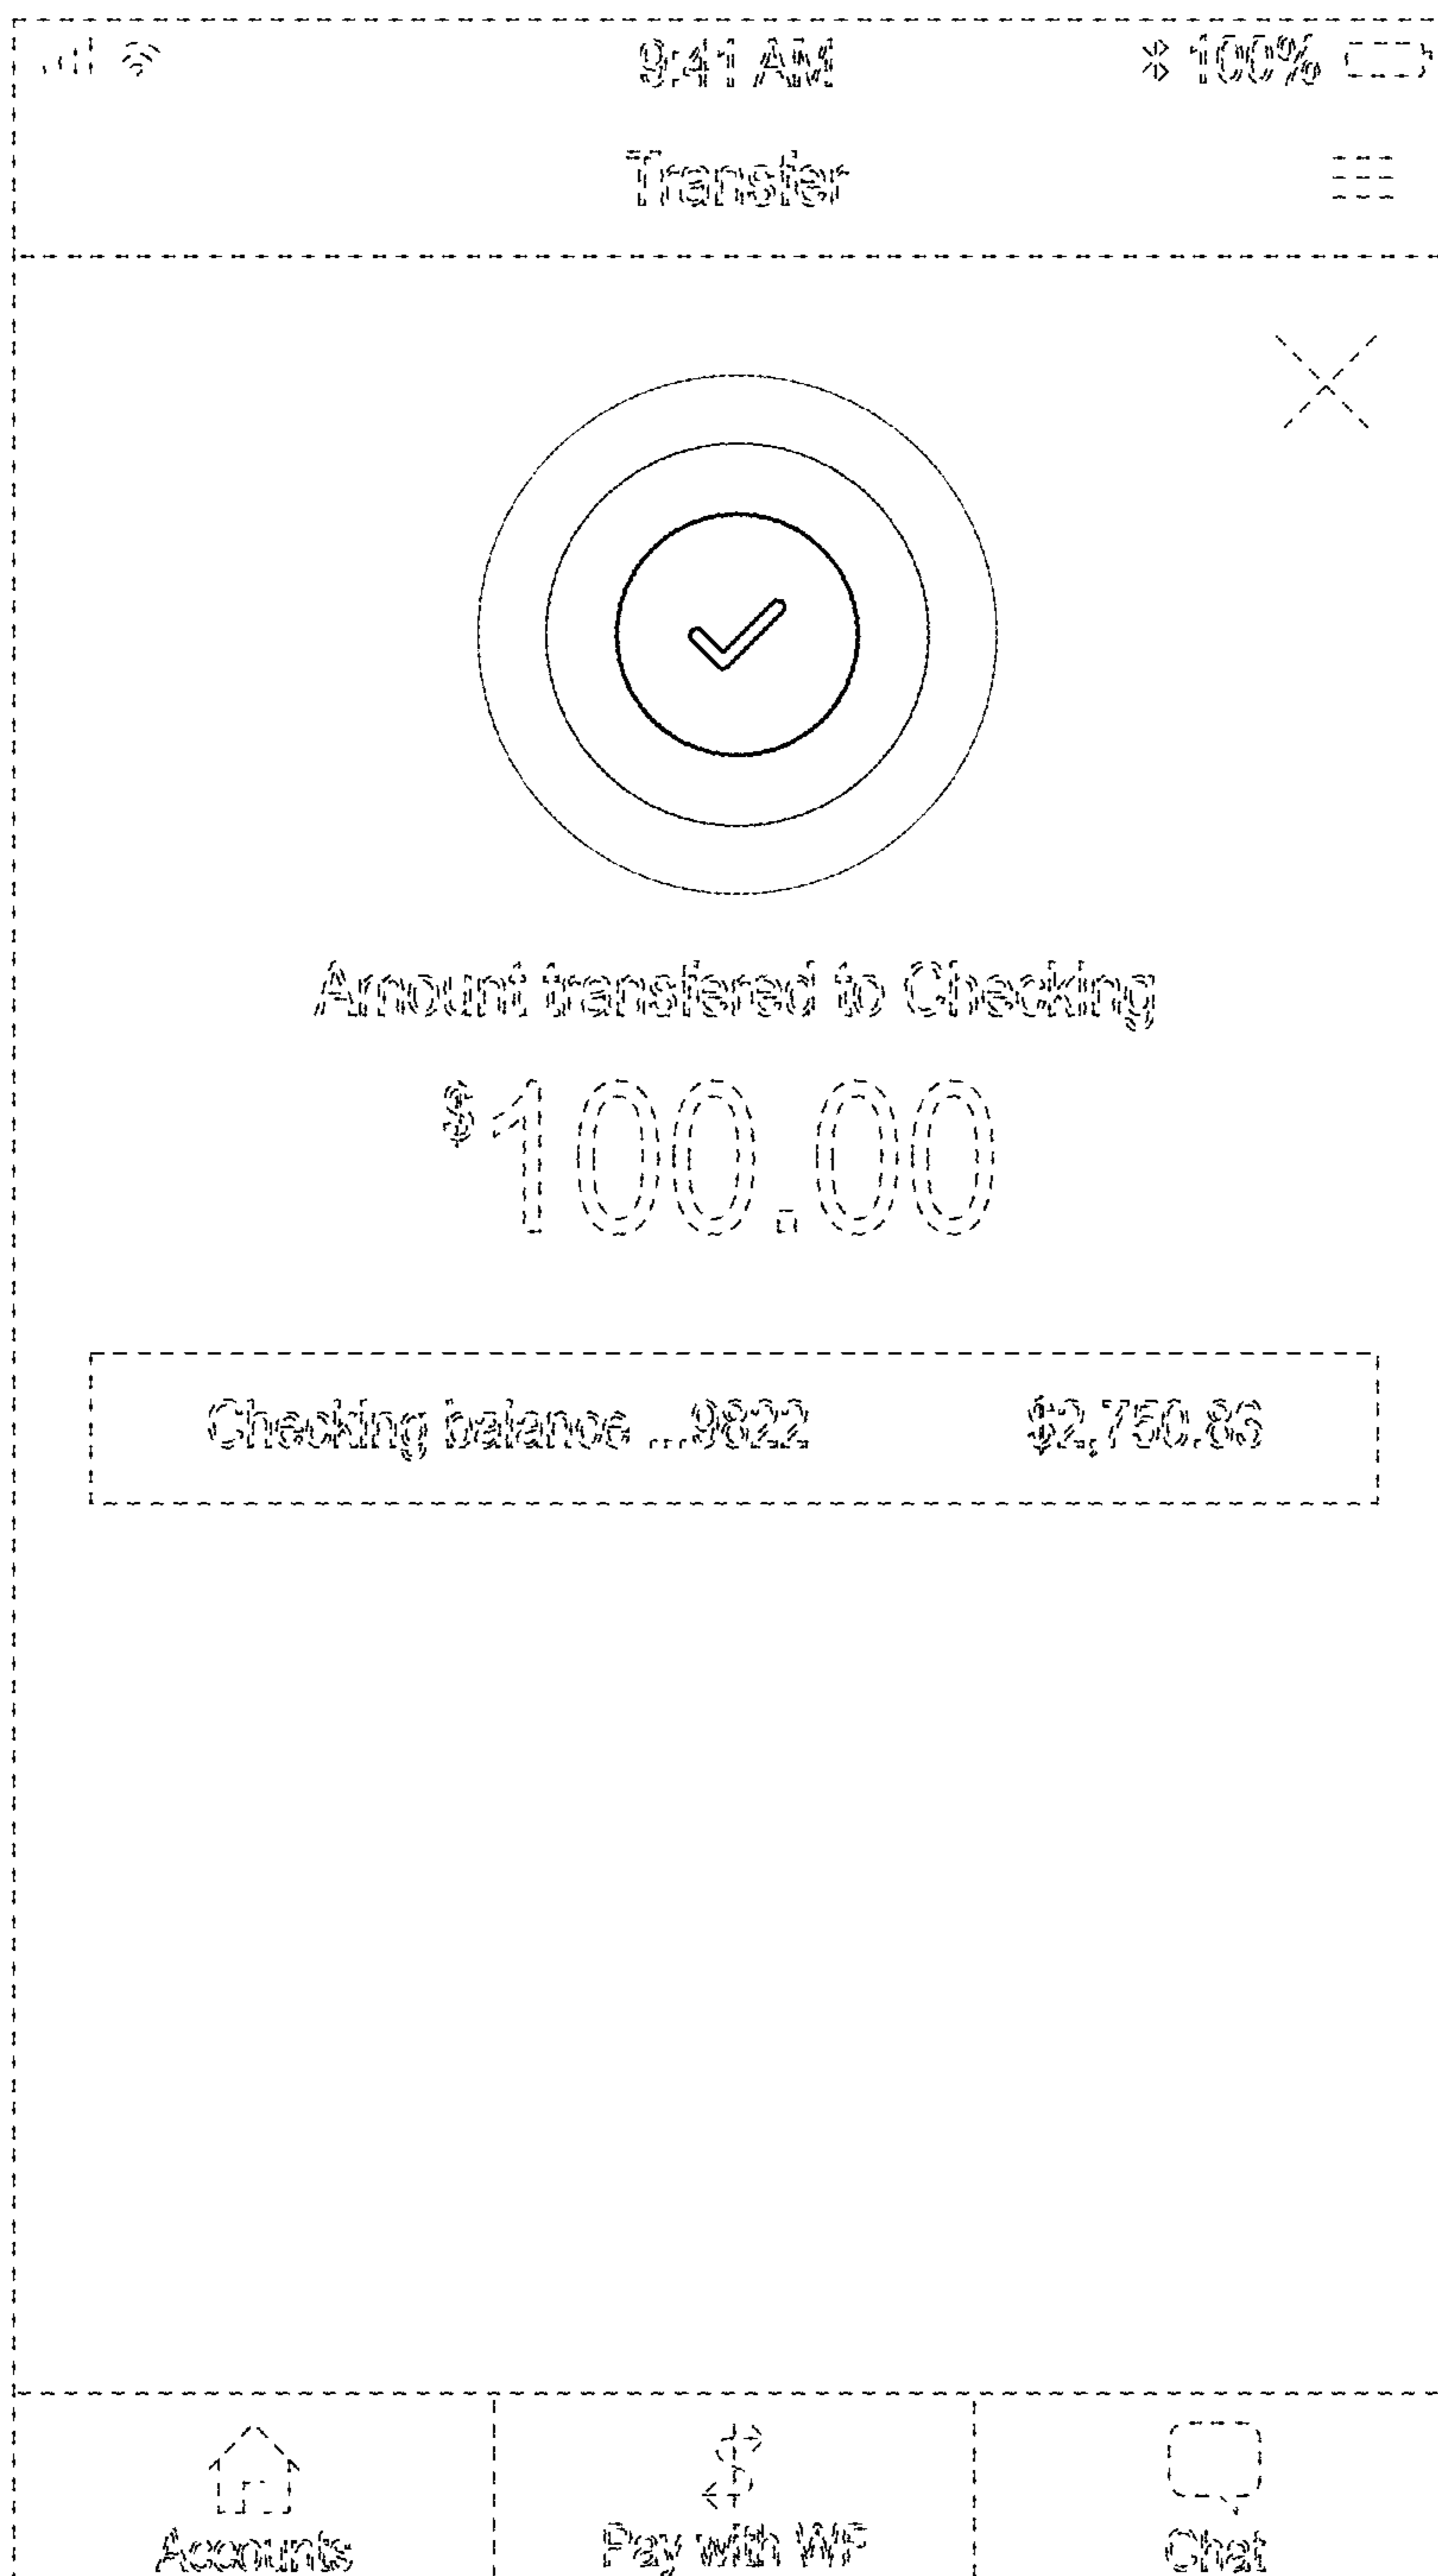 9:41 AM 100%
Transfer
Amount transfered to Checking
$100.00
Checking balance ...9822 $2,750.86
Accounts Pay with WF Chat